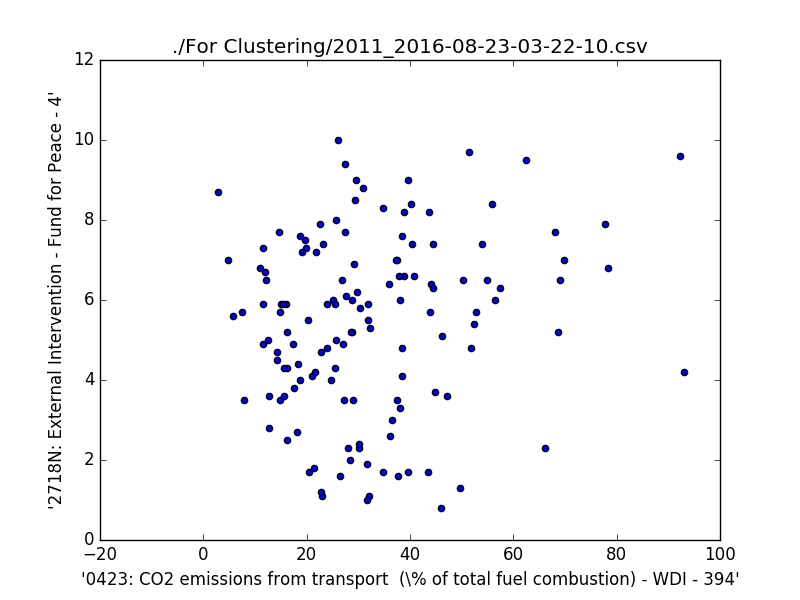 ./For Clustering/2011_2016-08-23-03-22-10.csv
12
10
8
6
4
2
0
'2718N: External Intervention - Fund for Peace - 4'
−20 0 20 40 60 80 100
'0423: CO2 emissions from transport  (\% of total fuel combustion) - WDI - 394'